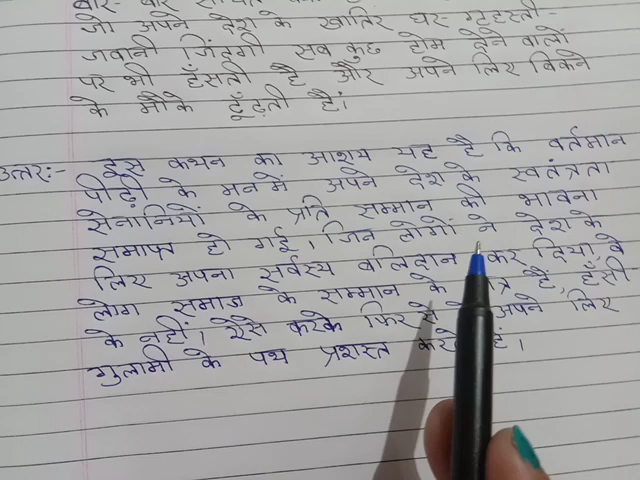 बार- बार
जो अपने देश के खातिर घर-गृहस्ती-
जवानी जिंदगी सब कुछ होम देने वालों
पर भी हँसती है और अपने लिए बिकने
के मौके ढूँढ़ती है।
उत्तरः- इस कथन का आशय यह है कि वर्तमान
पीढ़ी के मन में अपने देश के स्वतंत्रता
सेनानियों के प्रति सम्मान की भावना
समाप्त हो गई, जिन लोगों ने देश के
लिए अपना सर्वस्य बलिदान कर दिया, वे
लोग समाज के सम्मान के पात्र हैं, हँसी
के नहीं। ऐसे करके फिर से अपने लिए
गुलामी के पथ प्रशस्त करते हैं।